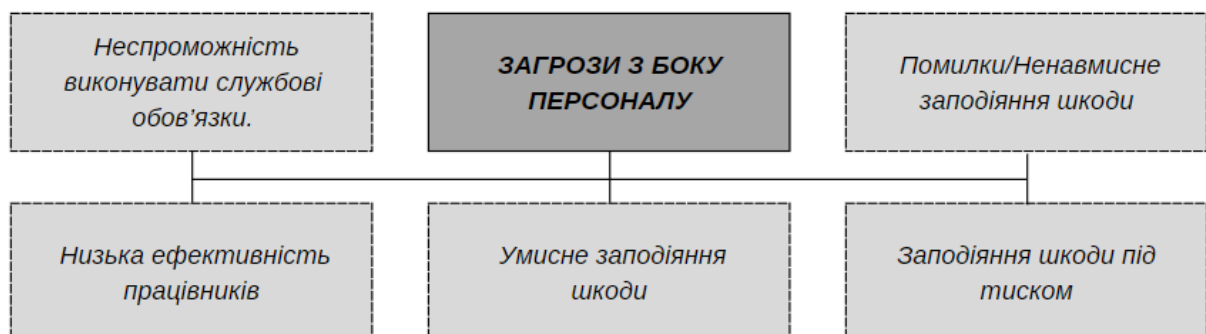 Неспроможність
виконувати службові
обов’язки.
ЗАГРОЗИ З БОКУ
ПЕРСОНАЛУ
Помилки/Ненавмисне
заподіяння шкоди
Низька ефективність
працівників
Умисне заподіяння
шкоди
Заподіяння шкоди під
тиском